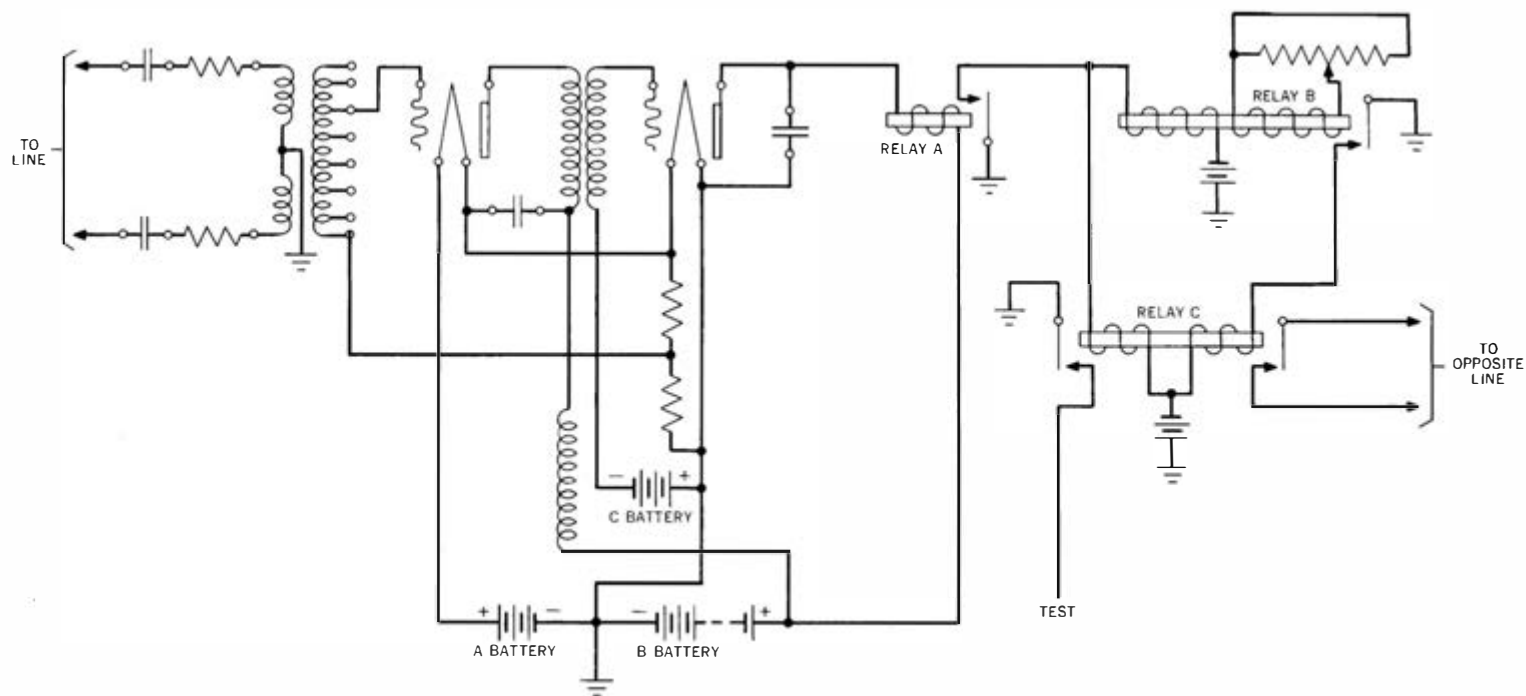 TO
LINE
RELAY A
RELAY B
RELAY C
TO
OPPOSITE
LINE
− +
C BATTERY
+ −
A BATTERY
− +
B BATTERY
TEST